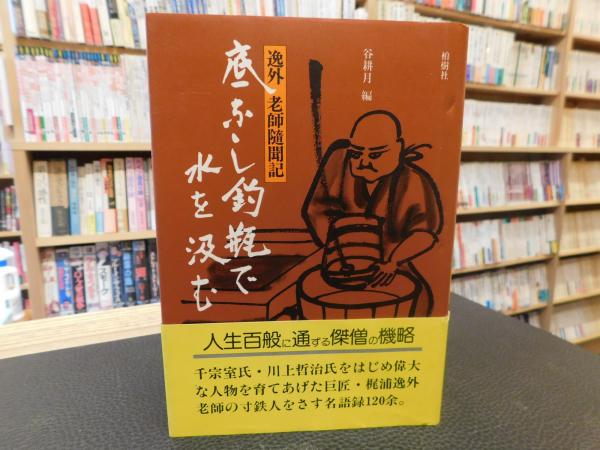 柏樹社
谷耕月 編
逸外老師隨聞記
底なし釣瓶で
水を汲む
人生百般に通ずる傑僧の機略
千宗室氏・川上哲治氏をはじめ偉大
な人物を育てあげた巨匠・梶浦逸外
老師の寸鉄人をさす名語録120余。